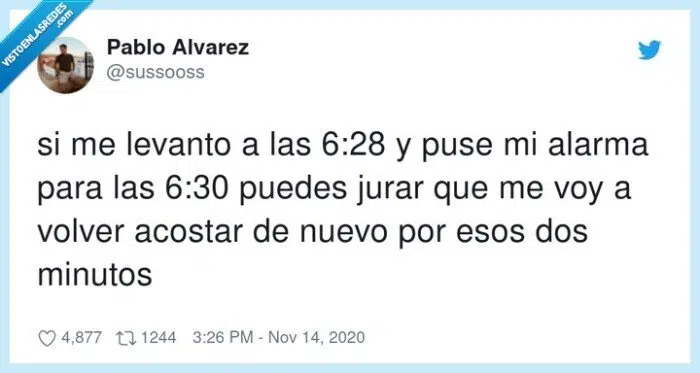 VISTOENLASREDES
.com
Pablo Alvarez
@sussooss
si me levanto a las 6:28 y puse mi alarma
para las 6:30 puedes jurar que me voy a
volver acostar de nuevo por esos dos
minutos
4,877 1244 3:26 PM - Nov 14, 2020